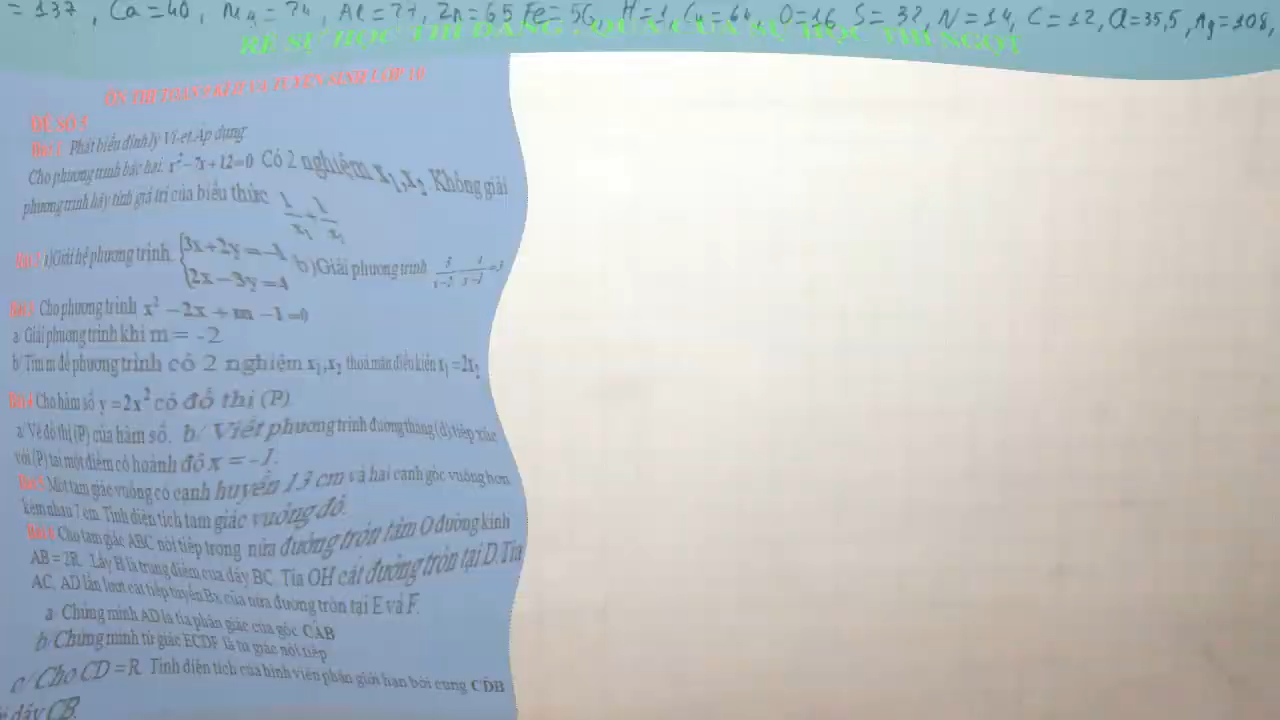 = 137, Ca=40, Mg=24, Al=27, Zn=65 Fe=56, H=1, Cu=64, O=16 S=32, N=14, C=12, Cl=35,5, Ag=108,
RỄ SỰ HỌC THÌ ĐẮNG, QUẢ CỦA SỰ HỌC THÌ NGỌT
ÔN THI TOÁN 9 KÌ II VÀ TUYỂN SINH LỚP 10
ĐỀ SỐ 3
Bài 1 Phát biểu định lý Vi-et.Áp dụng:
Cho phương trình bậc hai: x²−7x+12=0 Có 2 nghiệm x₁,x₂ Không giải
phương trình hãy tính giá trị của biểu thức 1/x₁ + 1/x₂
Bài 2 a)Giải hệ phương trình {3x+2y=−1 b)Giải phương trình
{2x−3y=4
Bài 3 Cho phương trình x² −2x + m −1=0
a/ Giải phương trình khi m = -2
b/ Tìm m để phương trình có 2 nghiệm x₁,x₂ thoả mãn điều kiện x₁=2x₂
Bài 4 Cho hàm số y =2x² có đồ thị (P)
a/ Vẽ đồ thị (P) của hàm số. b/ Viết phương trình đường thẳng (d) tiếp xúc
với (P) tại một điểm có hoành độ x = -1.
Bài 5 Một tam giác vuông có cạnh huyền 13 cm và hai cạnh góc vuông hơn
kém nhau 7 cm. Tính diện tích tam giác vuông đó.
Bài 6 Cho tam giác ABC nội tiếp trong nửa đường tròn tâm O đường kính
AB = 2R. Lấy H là trung điểm của dây BC. Tia OH cắt đường tròn tại D. Tia
AC, AD lần lượt cắt tiếp tuyến Bx của nửa đường tròn tại E và F.
a/ Chứng minh AD là tia phân giác của góc CAB
b/ Chứng minh tứ giác ECDF là tứ giác nội tiếp
c/ Cho CD =R. Tính diện tích của hình viên phân giới hạn bởi cung CDB
dây CB.